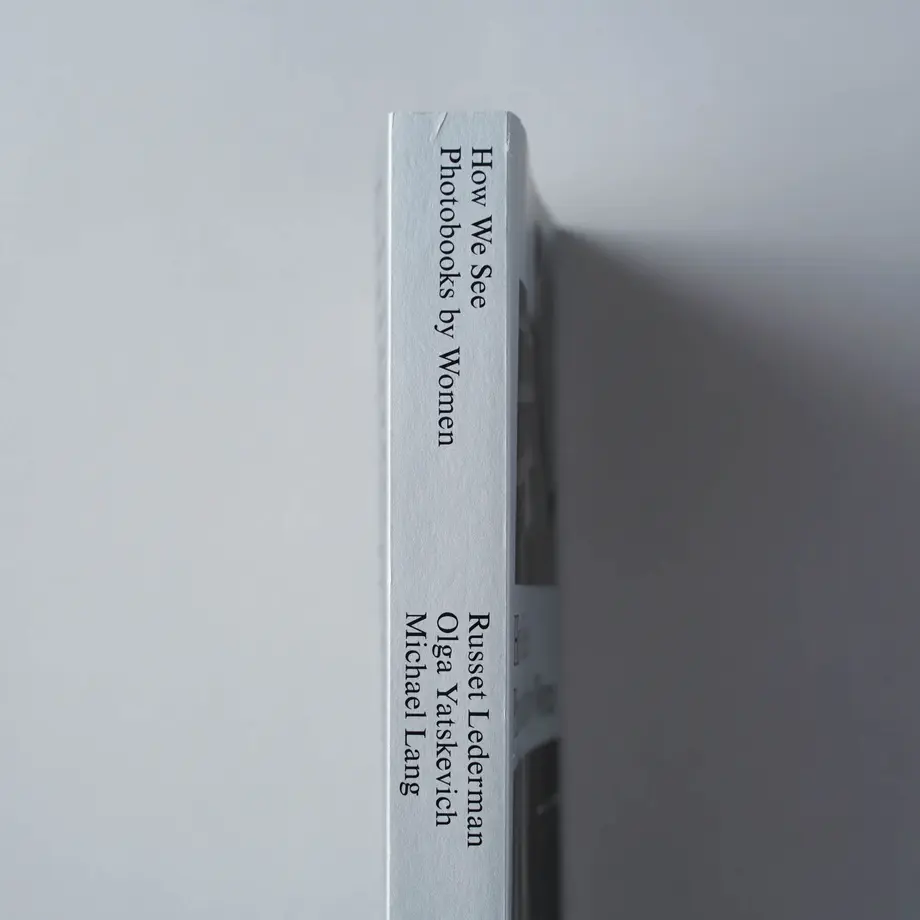 How We See
Photobooks by Women
Russet Lederman
Olga Yatskevich
Michael Lang